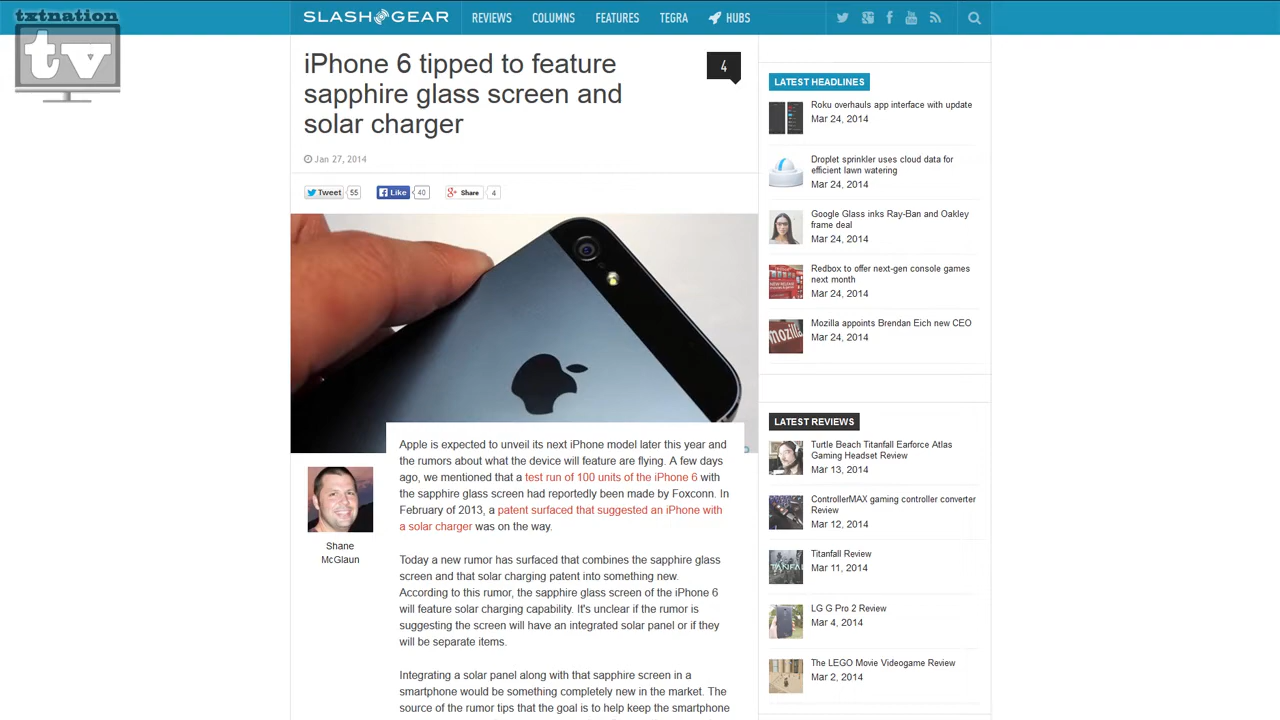 txtnation
tv
SLASH GEAR
REVIEWS
COLUMNS
FEATURES
TEGRA
HUBS
iPhone 6 tipped to feature
sapphire glass screen and
solar charger
4
Jan 27, 2014
Tweet 55
Like 40
Share 4
Apple is expected to unveil its next iPhone model later this year and
the rumors about what the device will feature are flying. A few days
ago, we mentioned that a test run of 100 units of the iPhone 6 with
the sapphire glass screen had reportedly been made by Foxconn. In
February of 2013, a patent surfaced that suggested an iPhone with
a solar charger was on the way.
Shane
McGlaun
Today a new rumor has surfaced that combines the sapphire glass
screen and that solar charging patent into something new.
According to this rumor, the sapphire glass screen of the iPhone 6
will feature solar charging capability. It's unclear if the rumor is
suggesting the screen will have an integrated solar panel or if they
will be separate items.
Integrating a solar panel along with that sapphire screen in a
smartphone would be something completely new in the market. The
source of the rumor tips that the goal is to help keep the smartphone
LATEST HEADLINES
Roku overhauls app interface with update
Mar 24, 2014
Droplet sprinkler uses cloud data for
efficient lawn watering
Mar 24, 2014
Google Glass inks Ray-Ban and Oakley
frame deal
Mar 24, 2014
Redbox to offer next-gen console games
next month
Mar 24, 2014
mozilla
Mozilla appoints Brendan Eich new CEO
Mar 24, 2014
LATEST REVIEWS
Turtle Beach Titanfall Earforce Atlas
Gaming Headset Review
Mar 13, 2014
ControllerMAX gaming controller converter
Review
Mar 12, 2014
Titanfall Review
Mar 11, 2014
LG G Pro 2 Review
Mar 4, 2014
The LEGO Movie Videogame Review
Mar 2, 2014